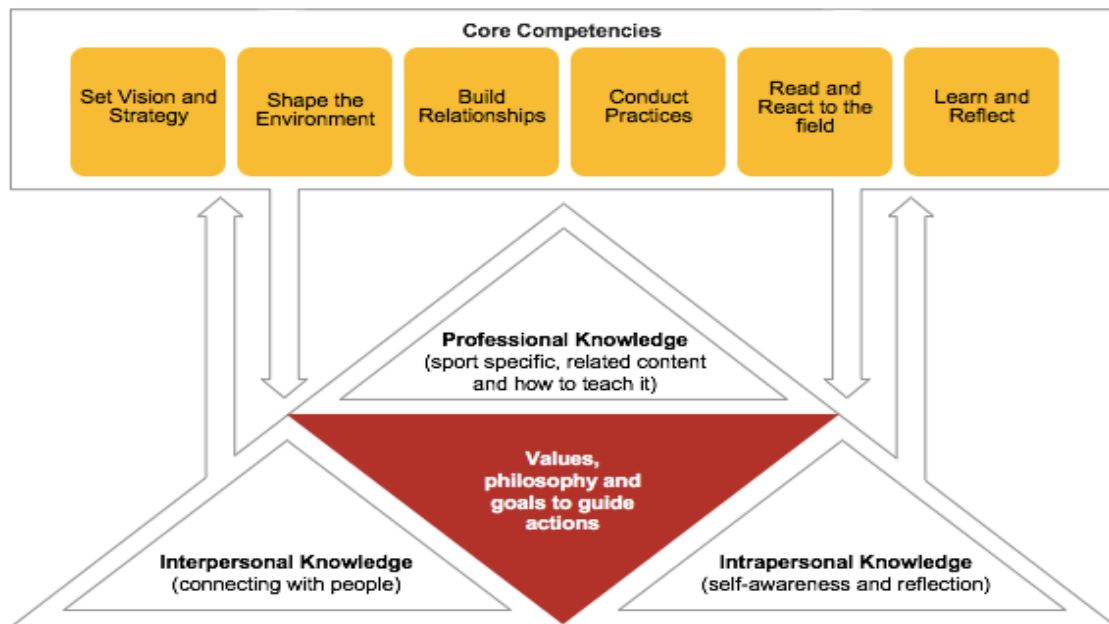 Core Competencies
Set Vision and
Strategy
Shape the
Environment
Build
Relationships
Conduct
Practices
Read and
React to the
field
Learn and
Reflect
Professional Knowledge
(sport specific, related content
and how to teach it)
Values,
philosophy and
goals to guide
actions
Interpersonal Knowledge
(connecting with people)
Intrapersonal Knowledge
(self-awareness and reflection)